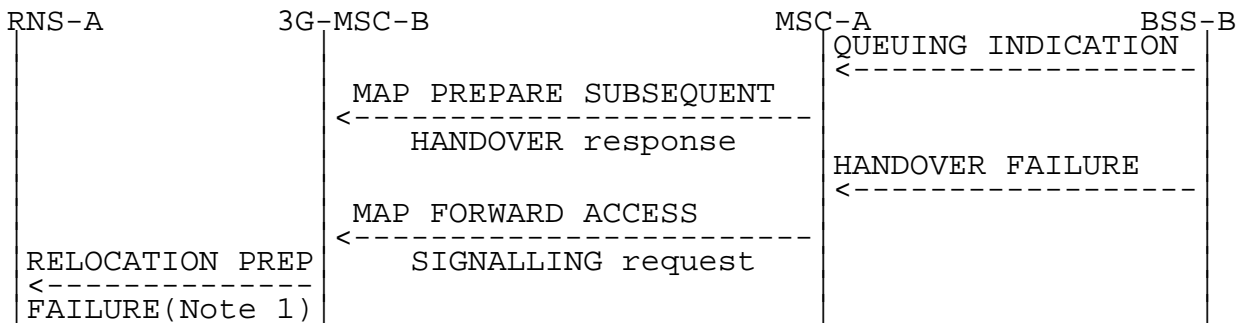 RNS-A 3G-MSC-B MSC-A BSS-B
QUEUING INDICATION
MAP PREPARE SUBSEQUENT
HANDOVER response
HANDOVER FAILURE
MAP FORWARD ACCESS
RELOCATION PREP SIGNALLING request
FAILURE(Note 1)